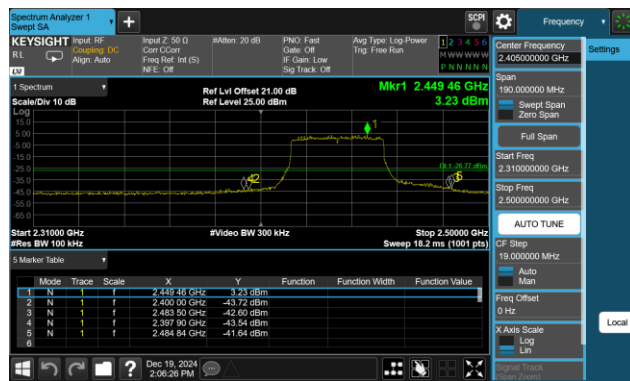 Spectrum Analyzer 1
Swept SA
+
SCPI
Frequency
Settings
KEYSIGHT
RL
LM
Input: RF
Coupling: DC
Align: Auto
Input Z: 50 Ω
Corr CCorr
Freq Ref: Int (S)
NFE: Off
#Atten: 20 dB
PNO: Fast
Gate: Off
IF Gain: Low
Sig Track: Off
Avg Type: Log-Power
Trig: Free Run
1 2 3 4 5 6
M W W W W W
P N N N N N
1 Spectrum
Scale/Div 10 dB
Log
Ref Lvl Offset 21.00 dB
Ref Level 25.00 dBm
Mkr1 2.449 46 GHz
3.23 dBm
15.0
5.00
-5.00
-15.0
-25.0
-35.0
-45.0
-55.0
-65.0
1
DL1 -26.77 dBm
Start 2.31000 GHz
#Res BW 100 kHz
#Video BW 300 kHz
Stop 2.50000 GHz
Sweep 18.2 ms (1001 pts)
5 Marker Table
Mode Trace Scale X Y Function Function Width Function Value
1 N 1 f 2.449 46 GHz 3.23 dBm
2 N 1 f 2.400 00 GHz -43.72 dBm
3 N 1 f 2.483 50 GHz -42.60 dBm
4 N 1 f 2.397 90 GHz -43.54 dBm
5 N 1 f 2.484 84 GHz -41.64 dBm
6
Dec 19, 2024
2:06:26 PM
Center Frequency
2.405000000 GHz
Span
190.000000 MHz
Swept Span
Zero Span
Full Span
Start Freq
2.310000000 GHz
Stop Freq
2.500000000 GHz
AUTO TUNE
CF Step
19.000000 MHz
Auto
Man
Freq Offset
0 Hz
X Axis Scale
Log
Lin
Signal Track
(Span Zoom)
Local